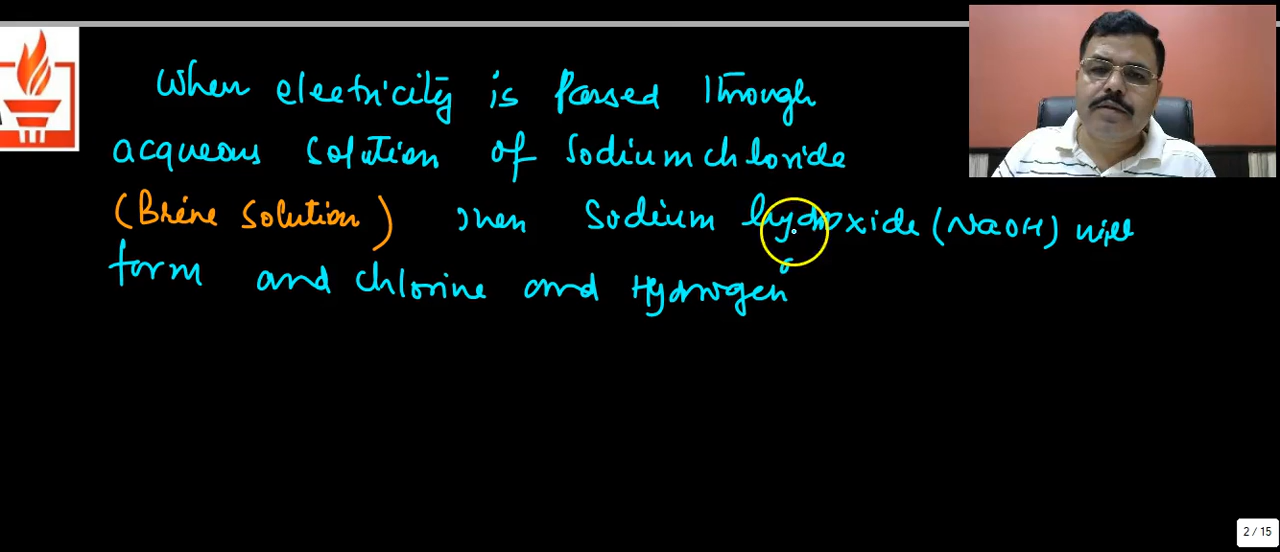 When electricity is Passed Through
acqueous Solution of Sodium chloride
(Brine Solution) then Sodium hydroxide (NaOH) will
form and chlorine and Hydrogen
2 / 15